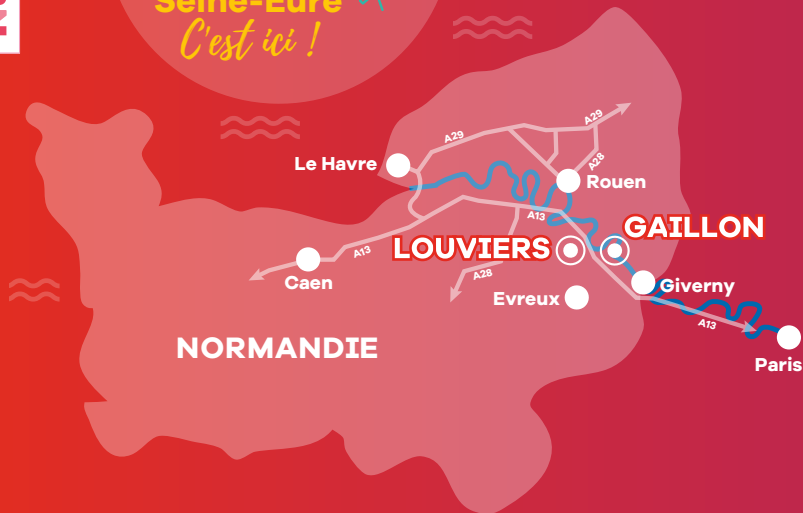 Seine-Eure
C'est ici !
A29
A29
Le Havre
A28
Rouen
A13
GAILLON
LOUVIERS
A13
A28
Caen
Giverny
Evreux
A13
NORMANDIE
Paris